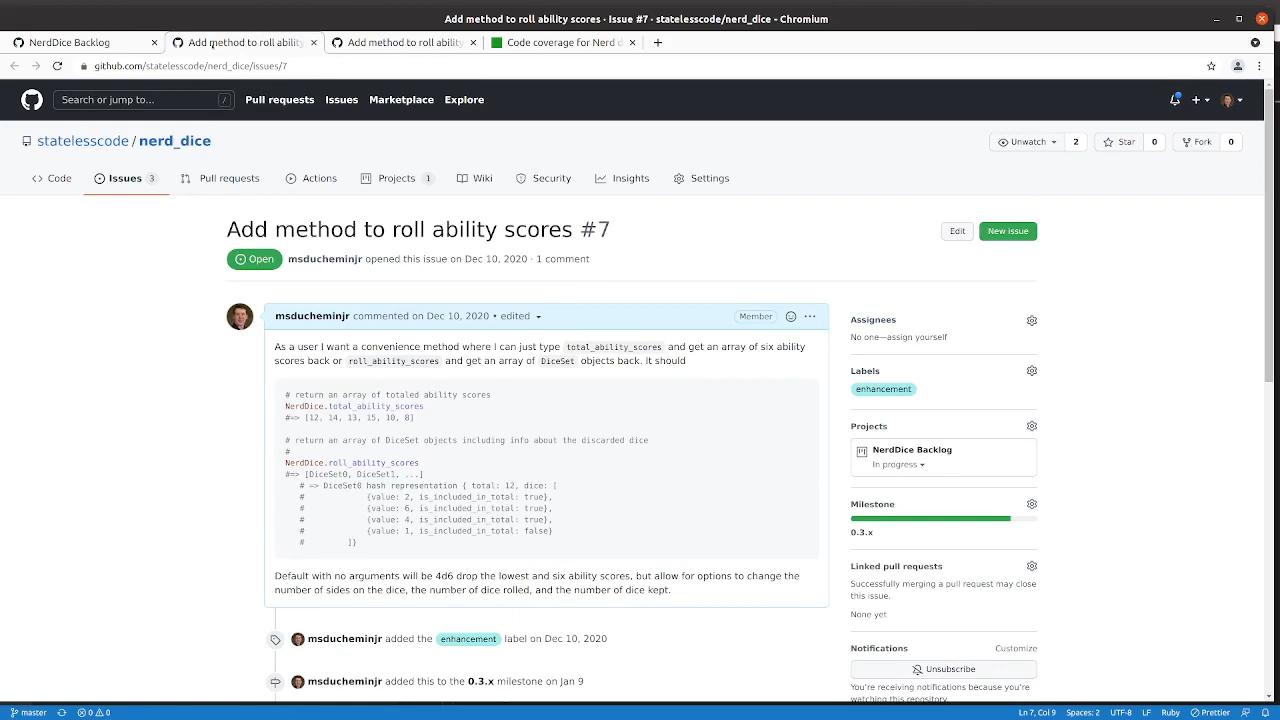 Add method to roll ability scores · Issue #7 · statelesscode/nerd_dice - Chromium
NerdDice Backlog
Add method to roll ability
Add method to roll ability
Code coverage for Nerd d
github.com/statelesscode/nerd_dice/issues/7
Search or jump to... /
Pull requests Issues Marketplace Explore
statelesscode / nerd_dice
Unwatch 2 Star 0 Fork 0
Code Issues 3 Pull requests Actions Projects 1 Wiki Security Insights Settings
Add method to roll ability scores #7
Edit New issue
Open msducheminjr opened this issue on Dec 10, 2020 · 1 comment
msducheminjr commented on Dec 10, 2020 • edited Member
As a user I want a convenience method where I can just type total_ability_scores and get an array of six ability
scores back or roll_ability_scores and get an array of DiceSet objects back. It should
# return an array of totaled ability scores
NerdDice.total_ability_scores
#=> [12, 14, 13, 15, 10, 8]
# return an array of DiceSet objects including info about the discarded dice
#
NerdDice.roll_ability_scores
#=> [DiceSet0, DiceSet1, ...]
# => DiceSet0 hash representation { total: 12, dice: [
# {value: 2, is_included_in_total: true},
# {value: 6, is_included_in_total: true},
# {value: 4, is_included_in_total: true},
# {value: 1, is_included_in_total: false}
# ]}
Default with no arguments will be 4d6 drop the lowest and six ability scores, but allow for options to change the
number of sides on the dice, the number of dice rolled, and the number of dice kept.
msducheminjr added the enhancement label on Dec 10, 2020
msducheminjr added this to the 0.3.x milestone on Jan 9
Assignees
No one—assign yourself
Labels
enhancement
Projects
NerdDice Backlog
In progress
Milestone
0.3.x
Linked pull requests
Successfully merging a pull request may close
this issue.
None yet
Notifications Customize
Unsubscribe
You're receiving notifications because you're
watching this repository.
master 0 0 Ln 7, Col 9 Spaces: 2 UTF-8 LF Ruby Prettier